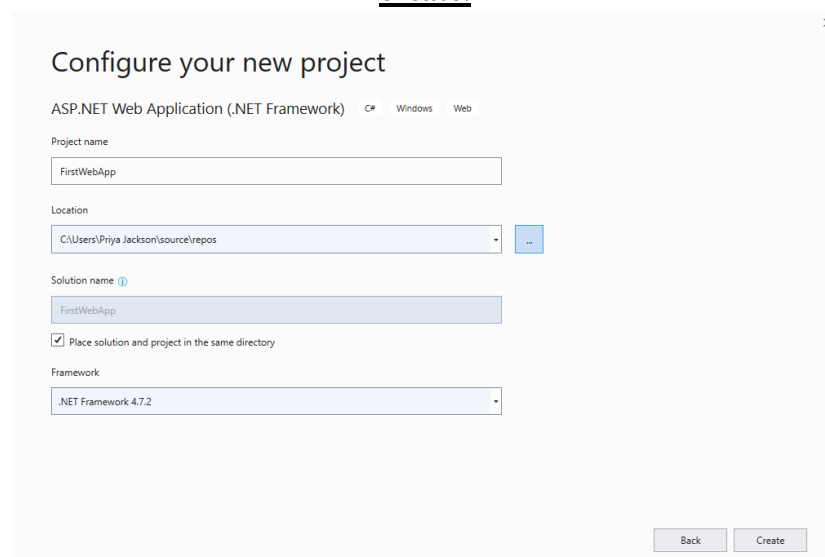 Configure your new project
ASP.NET Web Application (.NET Framework) C# Windows Web
Project name
FirstWebApp
Location
C:\Users\Priya Jackson\source\repos
...
Solution name
FirstWebApp
Place solution and project in the same directory
Framework
.NET Framework 4.7.2
Back Create